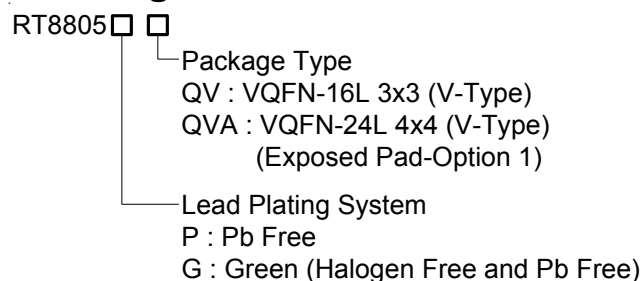 RT8805□ □
Package Type
QV : VQFN-16L 3x3 (V-Type)
QVA : VQFN-24L 4x4 (V-Type)
(Exposed Pad-Option 1)
Lead Plating System
P : Pb Free
G : Green (Halogen Free and Pb Free)